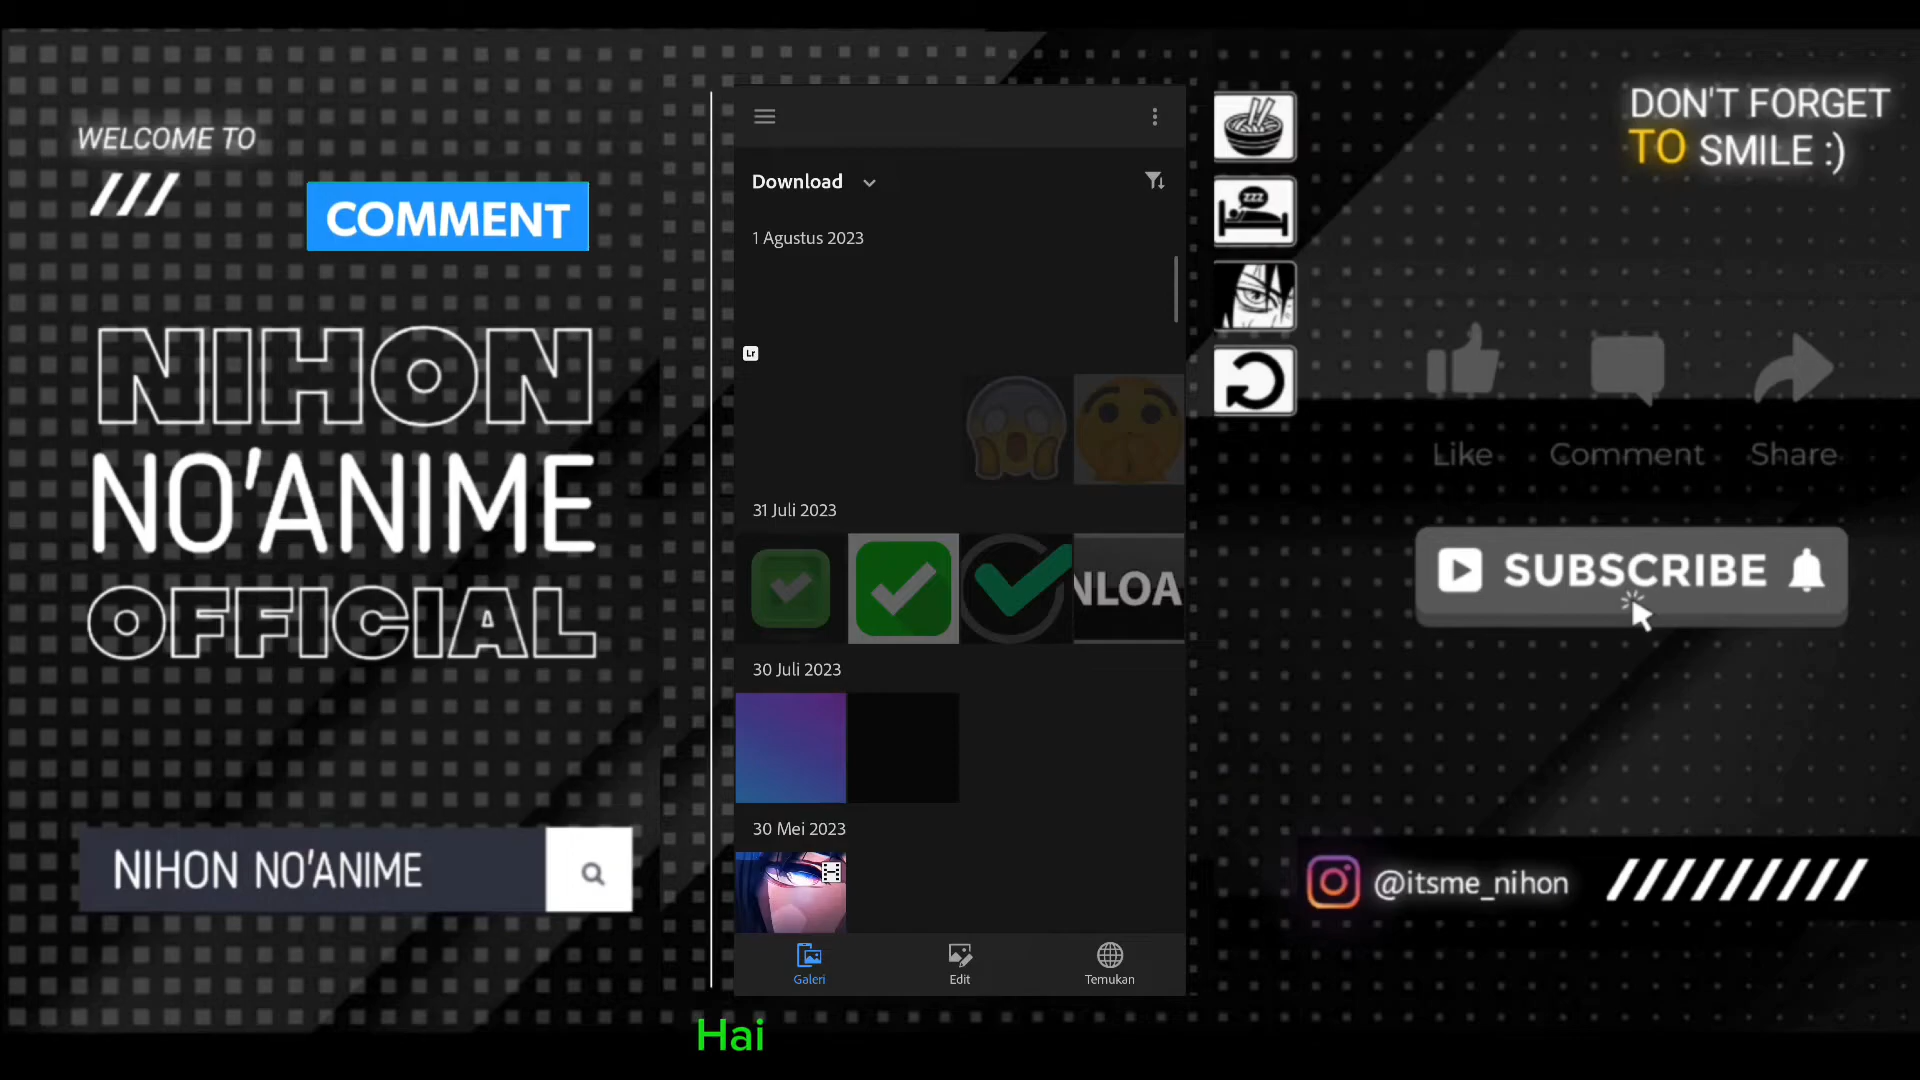 WELCOME TO
COMMENT
NIHON
NO'ANIME
OFFICIAL
NIHON NO'ANIME
Download
1 Agustus 2023
Lr
31 Juli 2023
NLOA
30 Juli 2023
30 Mei 2023
Galeri
Edit
Temukan
Hai
zzz
DON'T FORGET
TO SMILE :)
Like
Comment
Share
SUBSCRIBE
@itsme_nihon